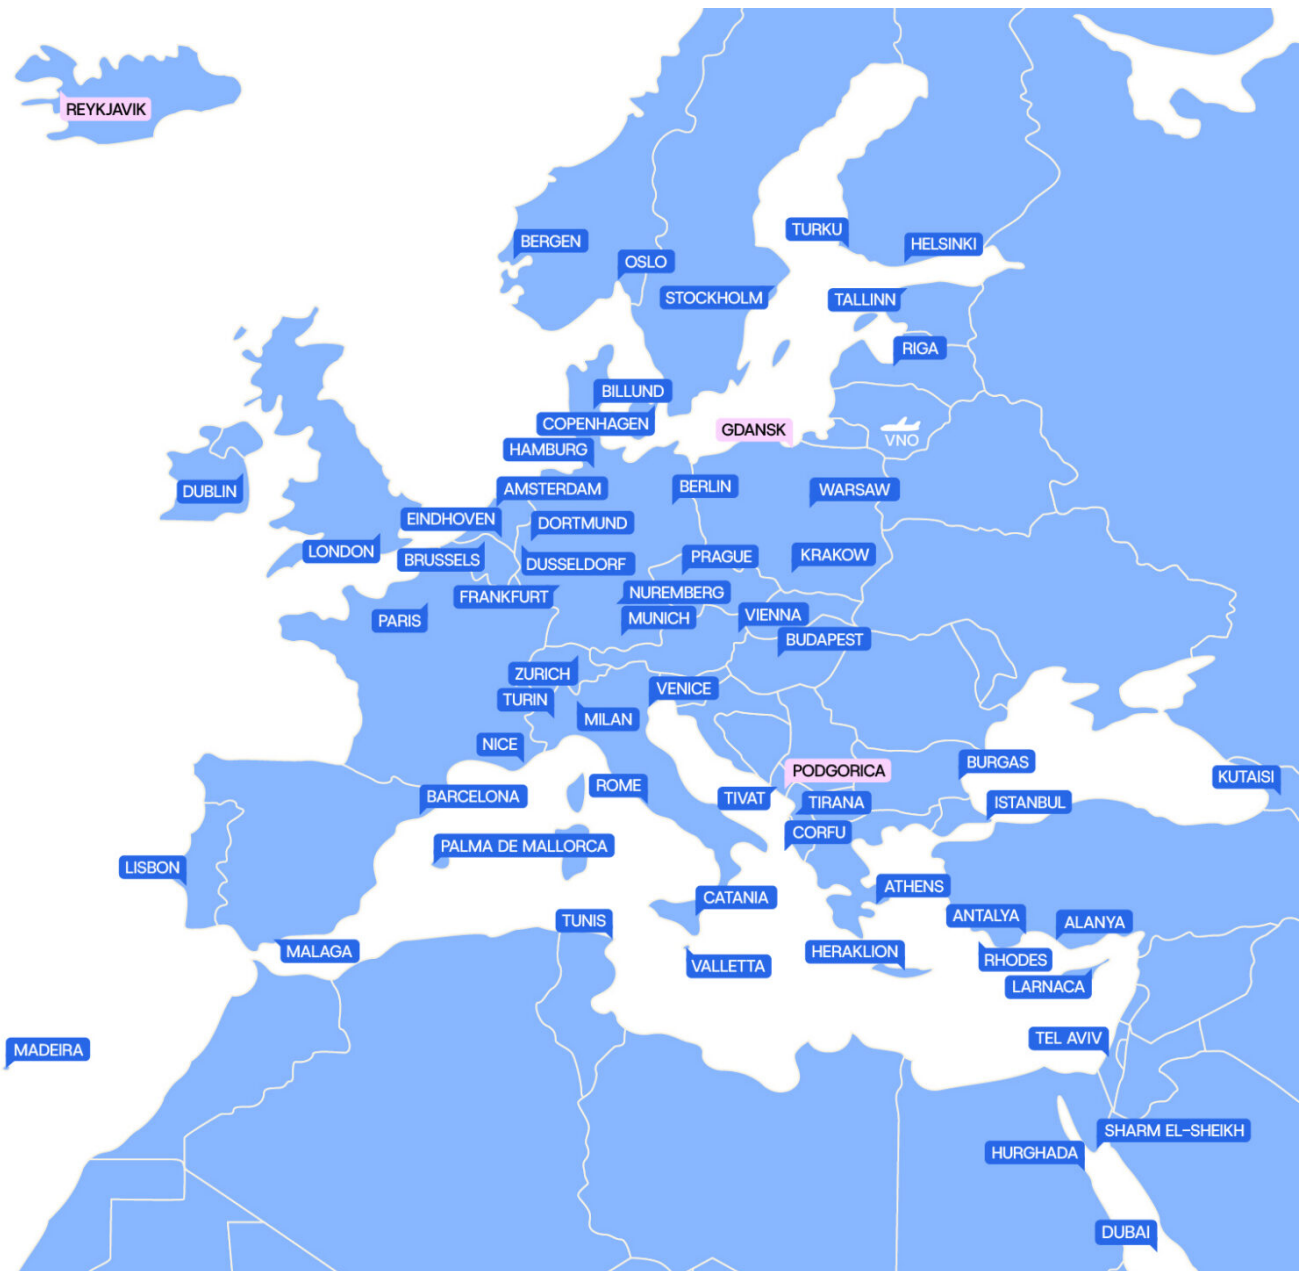 REYKJAVIK
TURKU
BERGEN
HELSINKI
OSLO
STOCKHOLM
TALLINN
RIGA
BILLUND
COPENHAGEN
GDANSK
VNO
HAMBURG
DUBLIN
AMSTERDAM
BERLIN
WARSAW
EINDHOVEN
DORTMUND
LONDON
BRUSSELS
DUSSELDORF
PRAGUE
KRAKOW
FRANKFURT
NUREMBERG
PARIS
MUNICH
VIENNA
BUDAPEST
ZURICH
VENICE
TURIN
MILAN
NICE
PODGORICA
BURGAS
KUTAISI
BARCELONA
ROME
TIVAT
TIRANA
ISTANBUL
CORFU
PALMA DE MALLORCA
LISBON
CATANIA
ATHENS
TUNIS
ANTALYA
ALANYA
MALAGA
VALLETTA
HERAKLION
RHODES
LARNACA
MADEIRA
TEL AVIV
SHARM EL-SHEIKH
HURGHADA
DUBAI